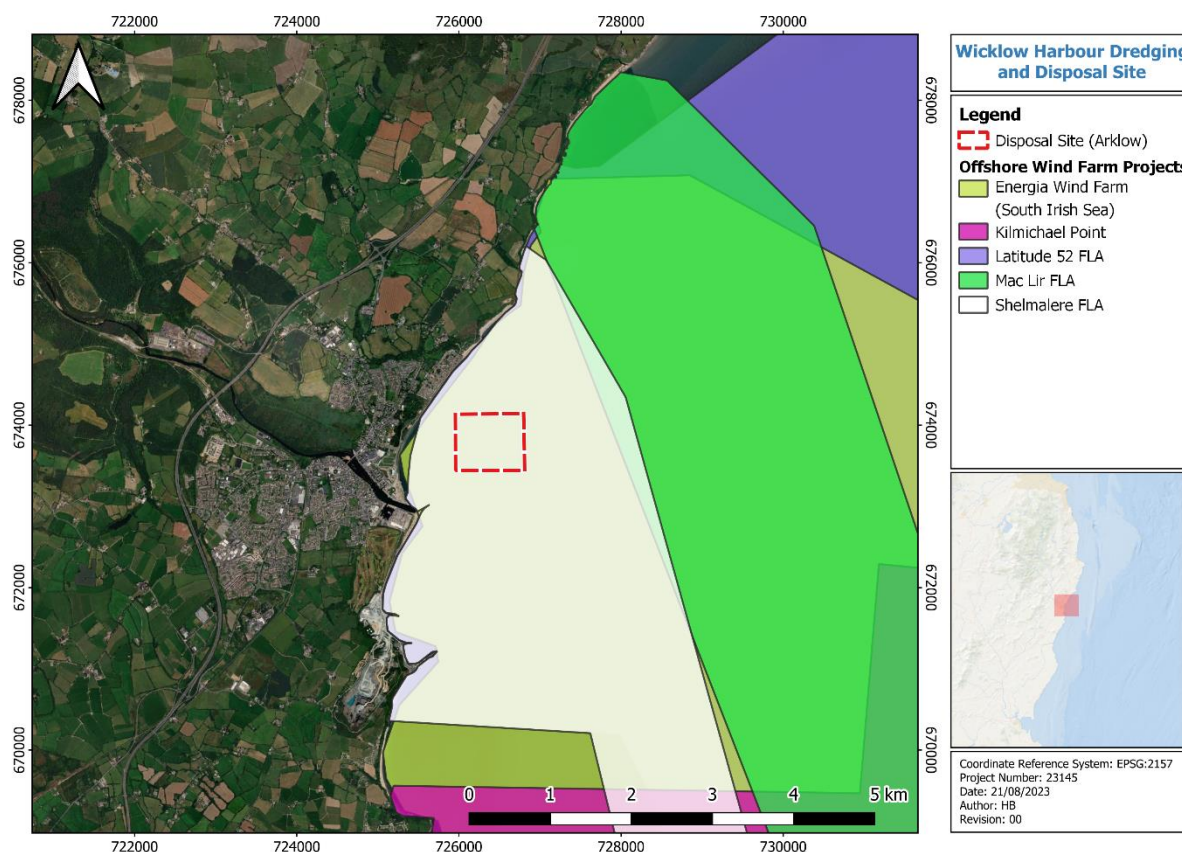 722000
724000
726000
728000
730000
678000
676000
674000
672000
670000
678000
676000
674000
672000
670000
0 1 2 3 4 5 km
722000
724000
726000
728000
730000
Wicklow Harbour Dredging
and Disposal Site
Legend
Disposal Site (Arklow)
Offshore Wind Farm Projects
Energia Wind Farm
(South Irish Sea)
Kilmichael Point
Latitude 52 FLA
Mac Lir FLA
Shelmalere FLA
Coordinate Reference System: EPSG:2157
Project Number: 23145
Date: 21/08/2023
Author: HB
Revision: 00